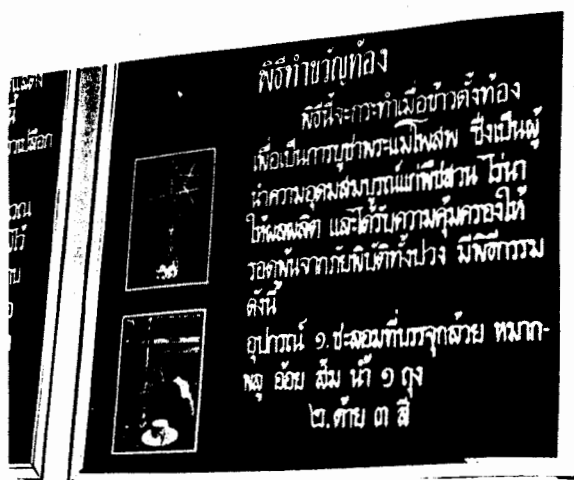 พิธีทำขวัญท้อง
พิธีนี้จะกระทำเมื่อข้าวตั้งท้อง
เพื่อเป็นการบูชาพระแม่โพสพ ซึ่งเป็นผู้
นำความอุดมสมบูรณ์แก่พืชสวน ไร่นา
ให้ผลผลิต และได้รับความคุ้มครองให้
รอดพ้นจากภัยพิบัติทั้งปวง มีพิธีกรรม
ดังนี้
อุปกรณ์ ๑.ชะลอมที่บรรจุกล้วย หมาก-
พลู อ้อย ส้ม น้ำ ๑ ถุง
๒.ด้าย ๓ สี